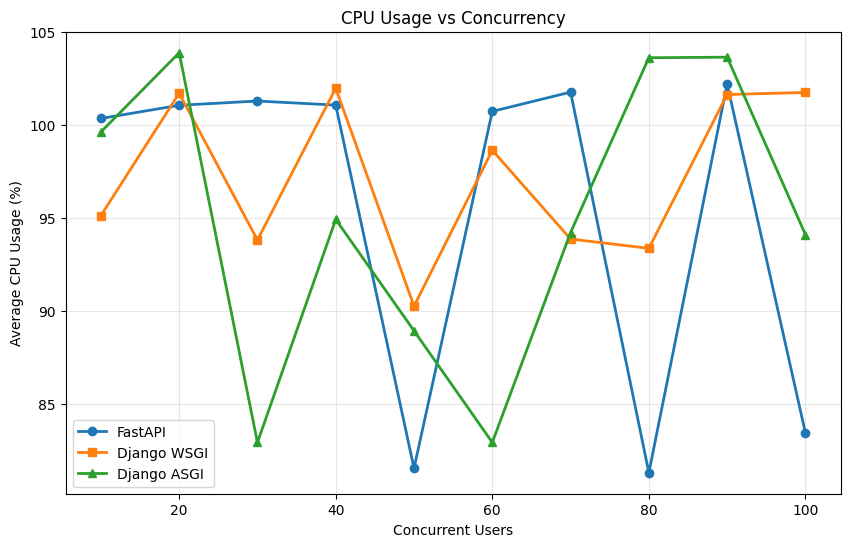 CPU Usage vs Concurrency
105
100
95
90
85
Average CPU Usage (%)
FastAPI
Django WSGI
Django ASGI
20 40 60 80 100
Concurrent Users